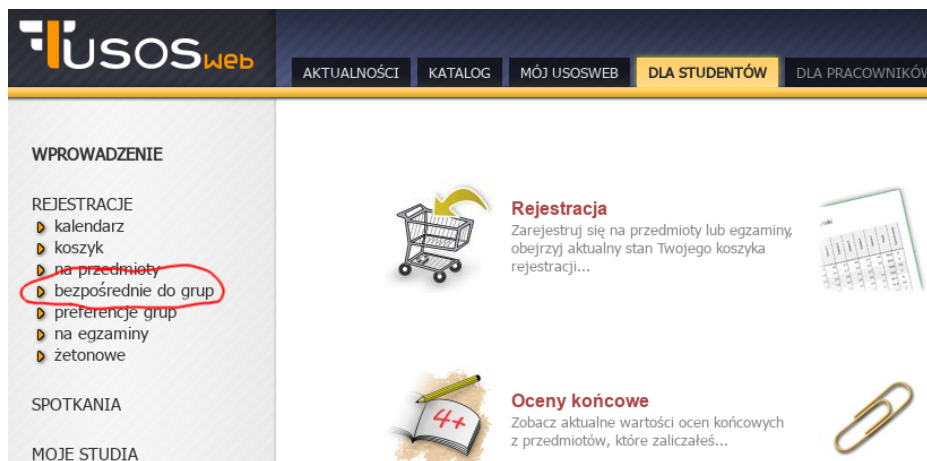 USOSweb
AKTUALNOŚCI KATALOG MÓJ USOSWEB DLA STUDENTÓW DLA PRACOWNIKÓW
WPROWADZENIE
REJESTRACJE
kalendarz
koszyk
na przedmioty
bezpośrednie do grup
preferencje grup
na egzaminy
żetonowe
SPOTKANIA
MOJE STUDIA
Rejestracja
Zarejestruj się na przedmioty lub egzaminy,
obejrzyj aktualny stan Twojego koszyka
rejestracji...
4+
Oceny końcowe
Zobacz aktualne wartości ocen końcowych
z przedmiotów, które zaliczałeś...